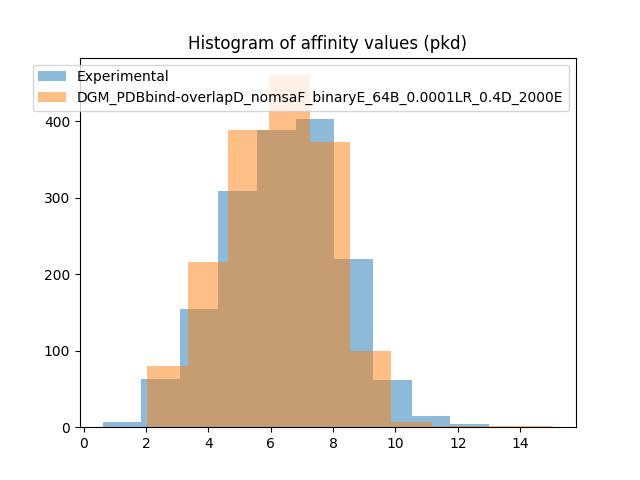 Histogram of affinity values (pkd)
Experimental
DGM_PDBbind-overlapD_nomsaF_binaryE_64B_0.0001LR_0.4D_2000E
400
300
200
100
0
0 2 4 6 8 10 12 14